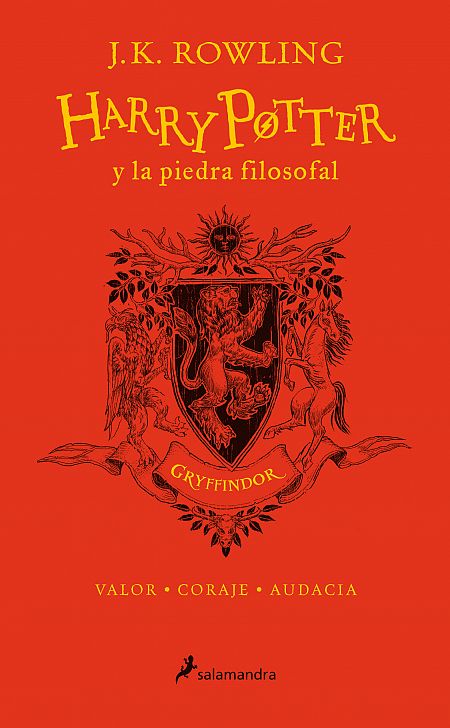 J.K. ROWLING
HARRY POTTER
y la piedra filosofal
GRYFFINDOR
VALOR • CORAJE • AUDACIA
salamandra